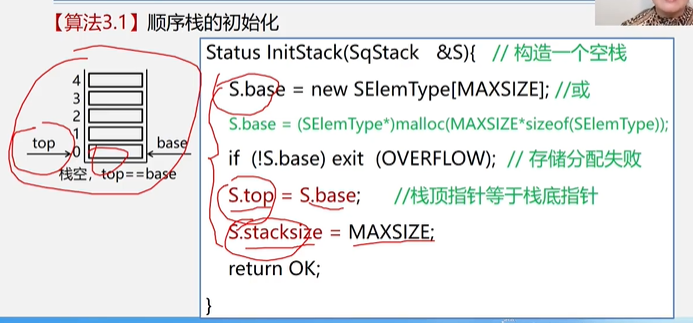 【算法3.1】顺序栈的初始化
Status InitStack(SqStack &S){ // 构造一个空栈
S.base = new SElemType[MAXSIZE]; //或
S.base = (SElemType*)malloc(MAXSIZE*sizeof(SElemType));
if (!S.base) exit (OVERFLOW); // 存储分配失败
S.top = S.base; //栈顶指针等于栈底指针
S.stacksize = MAXSIZE;
return OK;
}
4
3
2
1
0
top
base
栈空，top==base